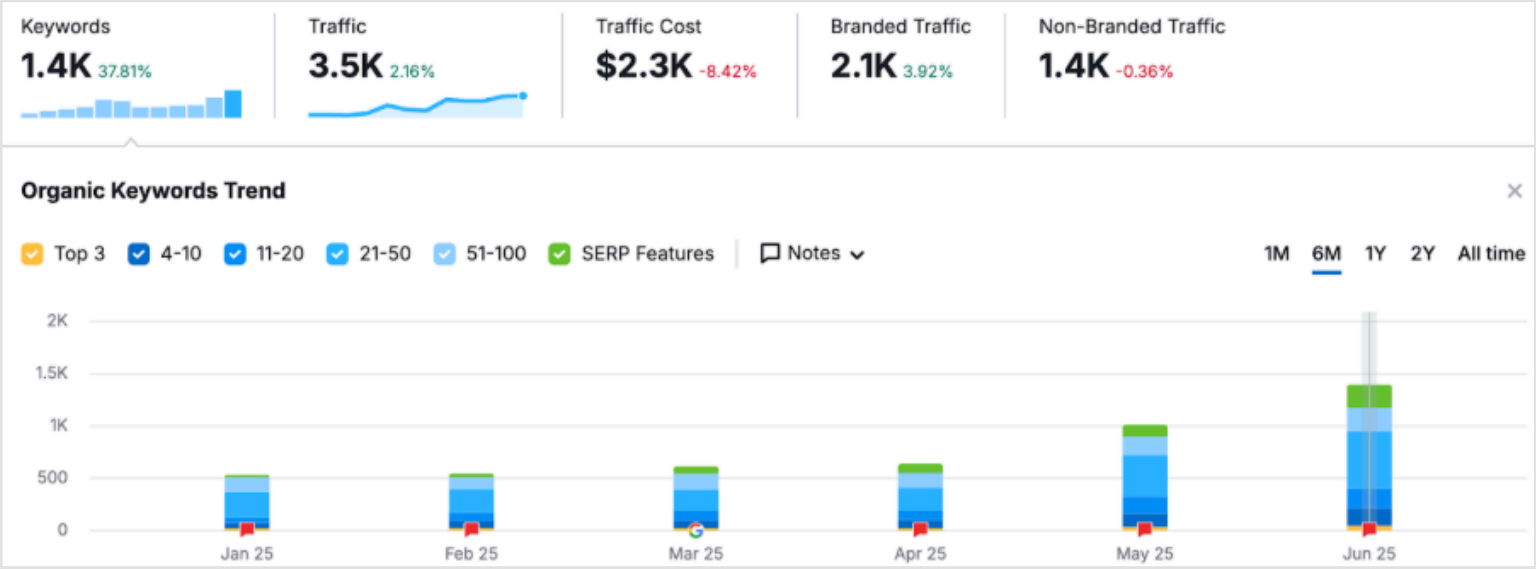 Keywords
1.4K 37.81%
Traffic
3.5K 2.16%
Traffic Cost
$2.3K -8.42%
Branded Traffic
2.1K 3.92%
Non-Branded Traffic
1.4K -0.36%
Organic Keywords Trend
Top 3 4-10 11-20 21-50 51-100 SERP Features Notes 1M 6M 1Y 2Y All time
2K
1.5K
1K
500
0
Jan 25 Feb 25 Mar 25 Apr 25 May 25 Jun 25